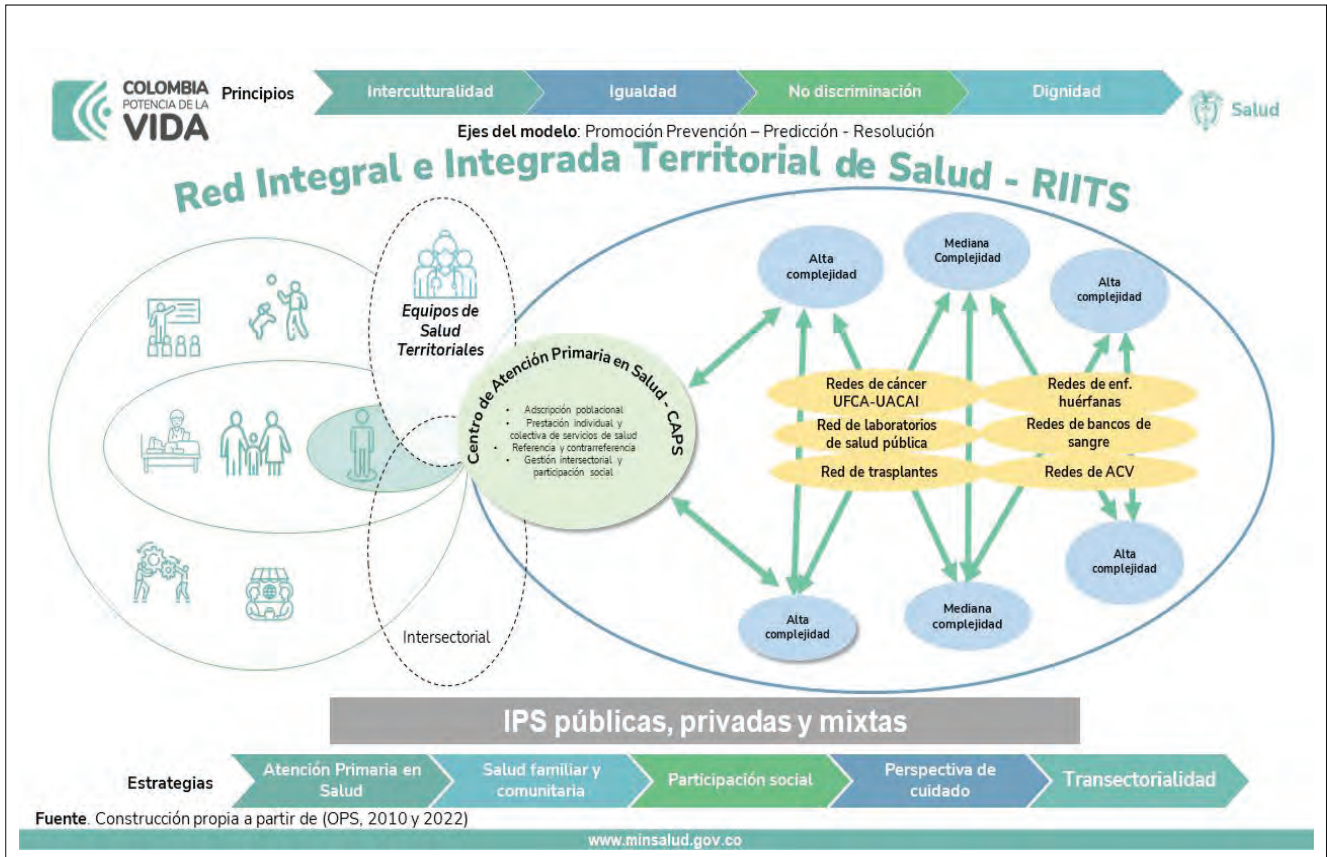 COLOMBIA
POTENCIA DE LA
VIDA
Principios
Interculturalidad
Igualdad
No discriminación
Dignidad
Salud
Ejes del modelo: Promoción Prevención – Predicción - Resolución
Red Integral e Integrada Territorial de Salud - RIITS
Equipos de
Salud
Territoriales
Centro de Atención Primaria en Salud - CAPS
• Adscripción poblacional
• Prestación individual y
colectiva de servicios de salud
• Referencia y contrarreferencia
• Gestión intersectorial y
participación social
Intersectorial
Alta
complejidad
Mediana
Complejidad
Alta
complejidad
Redes de cáncer
UFCA-UACAI
Redes de enf.
huérfanas
Red de laboratorios
de salud pública
Redes de bancos de
sangre
Red de trasplantes
Redes de ACV
Alta
complejidad
Mediana
complejidad
Alta
complejidad
IPS públicas, privadas y mixtas
Estrategias
Atención Primaria en
Salud
Salud familiar y
comunitaria
Participación social
Perspectiva de
cuidado
Transectorialidad
Fuente. Construcción propia a partir de (OPS, 2010 y 2022)
www.minsalud.gov.co